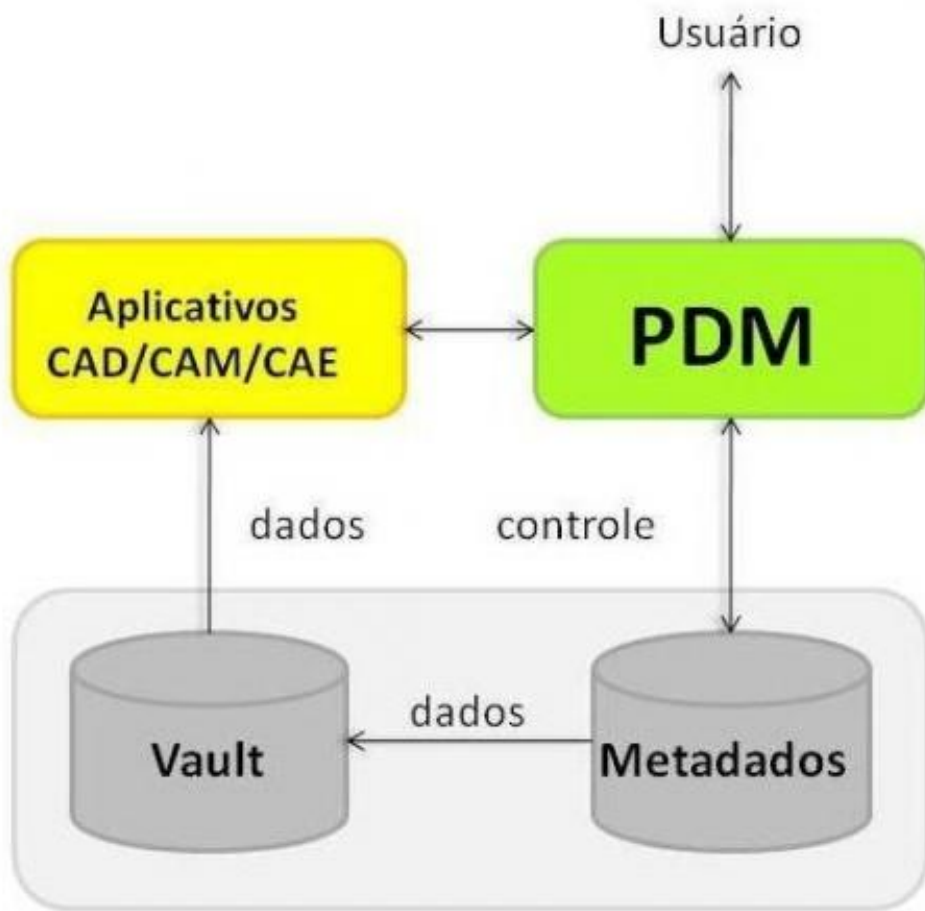 Usuário
Aplicativos
CAD/CAM/CAE
PDM
dados
controle
dados
Vault
Metadados